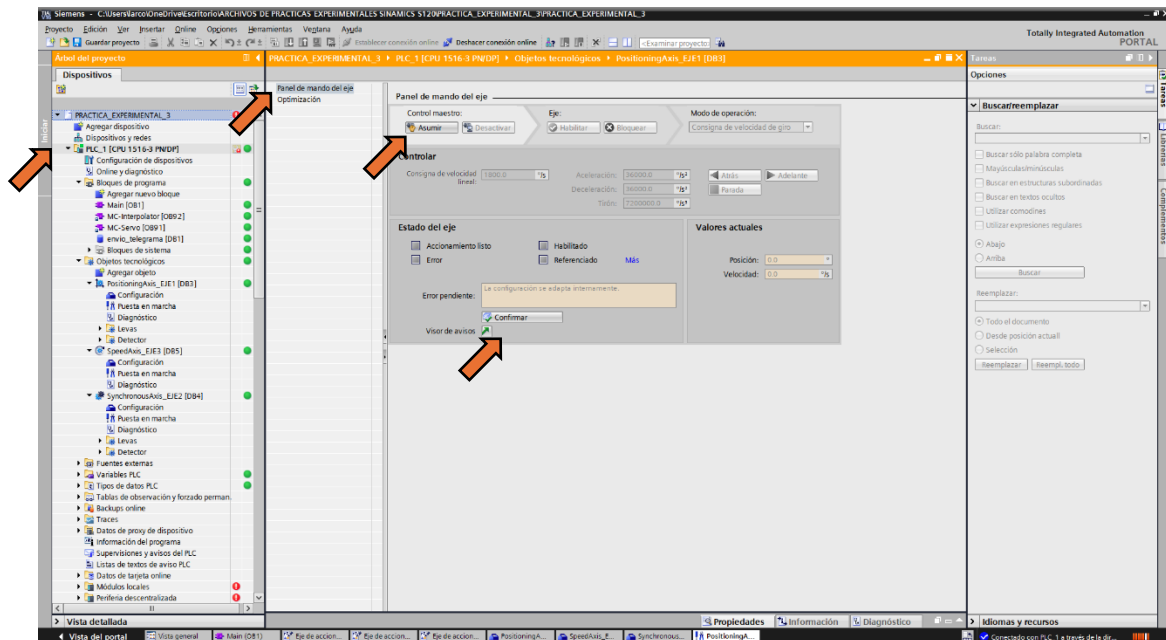 Siemens - C:\Users\larco\OneDrive\Escritorio\ARCHIVOS DE PRACTICAS EXPERIMENTALES SINAMICS S120\PRACTICA_EXPERIMENTAL_3\PRACTICA_EXPERIMENTAL_3
Proyecto Edición Ver Insertar Online Opciones Herramientas Ventana Ayuda
Guardar proyecto Establecer conexión online Deshacer conexión online <Examinar proyecto>
Totally Integrated Automation
PORTAL
Árbol del proyecto
PRACTICA_EXPERIMENTAL_3 PLC_1 [CPU 1516-3 PN/DP] Objetos tecnológicos PositioningAxis_EJE1 [DB3]
Tareas
Dispositivos
Opciones
Iniciar
PRACTICA_EXPERIMENTAL_3
Agregar dispositivo
Dispositivos y redes
PLC_1 [CPU 1516-3 PN/DP]
Configuración de dispositivos
Online y diagnóstico
Bloques de programa
Agregar nuevo bloque
Main [OB1]
MC-Interpolator [OB92]
MC-Servo [OB91]
envio_telegrama [DB1]
Bloques de sistema
Objetos tecnológicos
Agregar objeto
PositioningAxis_EJE1 [DB3]
Configuración
Puesta en marcha
Diagnóstico
Levas
Detector
SpeedAxis_EJE3 [DB5]
Configuración
Puesta en marcha
Diagnóstico
SynchronousAxis_EJE2 [DB4]
Configuración
Puesta en marcha
Diagnóstico
Levas
Detector
Fuentes externas
Variables PLC
Tipos de datos PLC
Tablas de observación y forzado perman.
Backups online
Traces
Datos de proxy de dispositivo
Información del programa
Supervisiones y avisos del PLC
Listas de textos de aviso PLC
Datos de tarjeta online
Módulos locales
Periferia descentralizada
Vista detallada
Panel de mando del eje
Optimización
Panel de mando del eje
Control maestro: Eje: Modo de operación:
Asumir Desactivar Habilitar Bloquear Consigna de velocidad de giro
Controlar
Consigna de velocidad lineal: 1800.0 °/s Aceleración: 36000.0 °/s² Atrás Adelante
Deceleración: 36000.0 °/s² Parada
Tirón: 7200000.0 °/s³
Estado del eje
Accionamiento listo Habilitado
Error Referenciado Más
Error pendiente: La configuración se adapta internamente.
Confirmar
Visor de avisos
Valores actuales
Posición: 0.0 °
Velocidad: 0.0 °/s
Buscar/reemplazar
Buscar:
Buscar sólo palabra completa
Mayúsculas/minúsculas
Buscar en estructuras subordinadas
Buscar en textos ocultos
Utilizar comodines
Utilizar expresiones regulares
Abajo
Arriba
Buscar
Reemplazar:
Todo el documento
Desde posición actuall
Selección
Reemplazar Reempl. todo
Idiomas y recursos
Tareas
Librerías
Complementos
Propiedades Información Diagnóstico
Vista del portal Vista general Main (OB1) Eje de accion... Eje de accion... Eje de accion... PositioningA... SpeedAxis_E... Synchronous... PositioningA...
Conectado con PLC_1 a través de la dir...